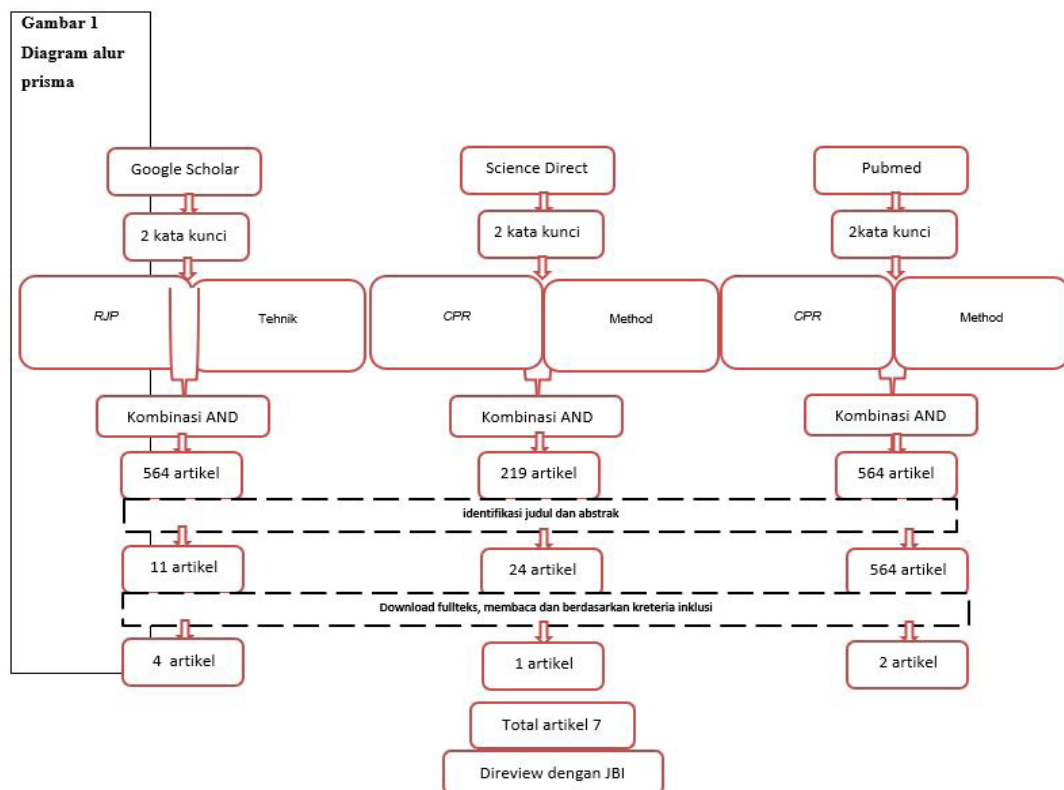 Gambar 1
Diagram alur
prisma
Google Scholar
Science Direct
Pubmed
2 kata kunci
2 kata kunci
2kata kunci
RJP
Tehnik
CPR
Method
CPR
Method
Kombinasi AND
Kombinasi AND
Kombinasi AND
564 artikel
219 artikel
564 artikel
identifikasi judul dan abstrak
11 artikel
24 artikel
564 artikel
Download fullteks, membaca dan berdasarkan kreteria inklusi
4 artikel
1 artikel
2 artikel
Total artikel 7
Direview dengan JBI